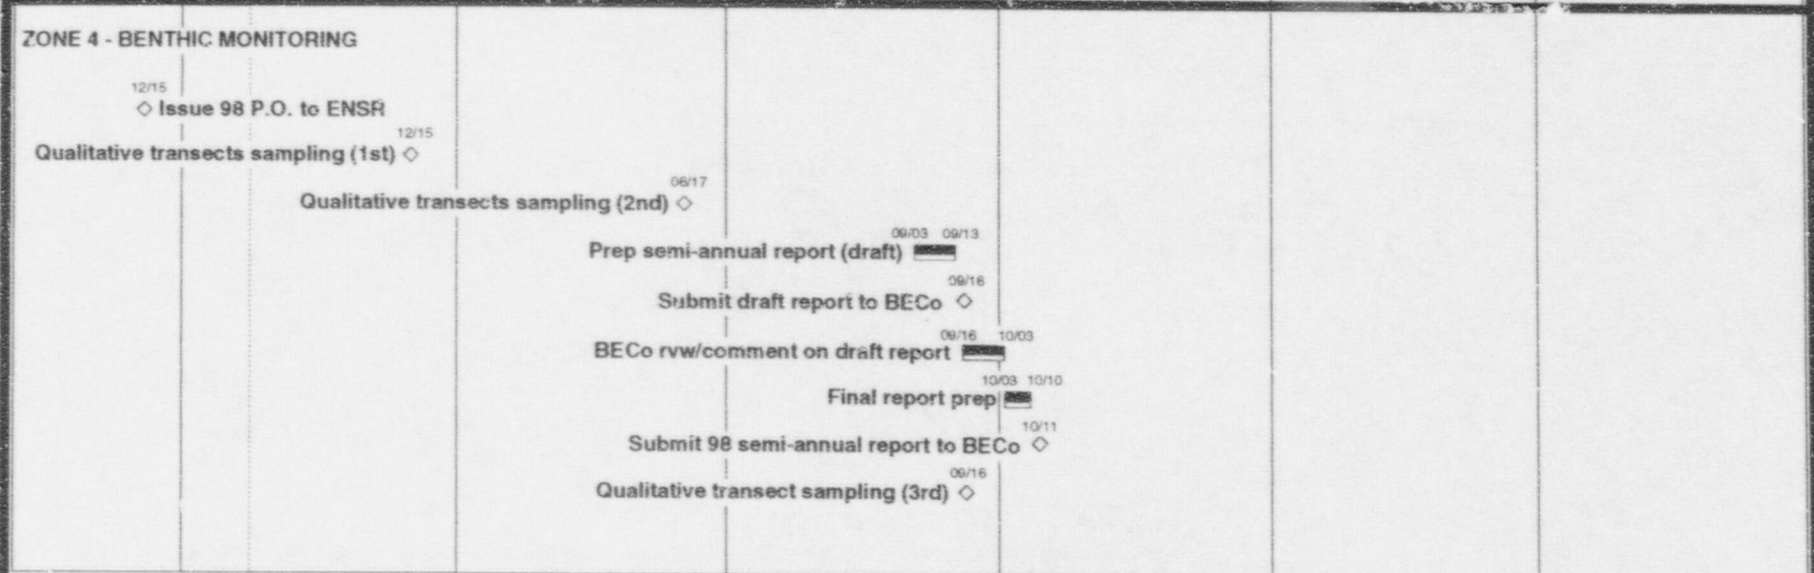 ZONE 4 - BENTHIC MONITORING
12/15
Issue 98 P.O. to ENSR
12/15
Qualitative transects sampling (1st)
06/17
Qualitative transects sampling (2nd)
09/03 09/13
Prep semi-annual report (draft)
09/16
Submit draft report to BECo
09/16 10/03
BECo rvw/comment on draft report
10/03 10/10
Final report prep
10/11
Submit 98 semi-annual report to BECo
09/16
Qualitative transect sampling (3rd)